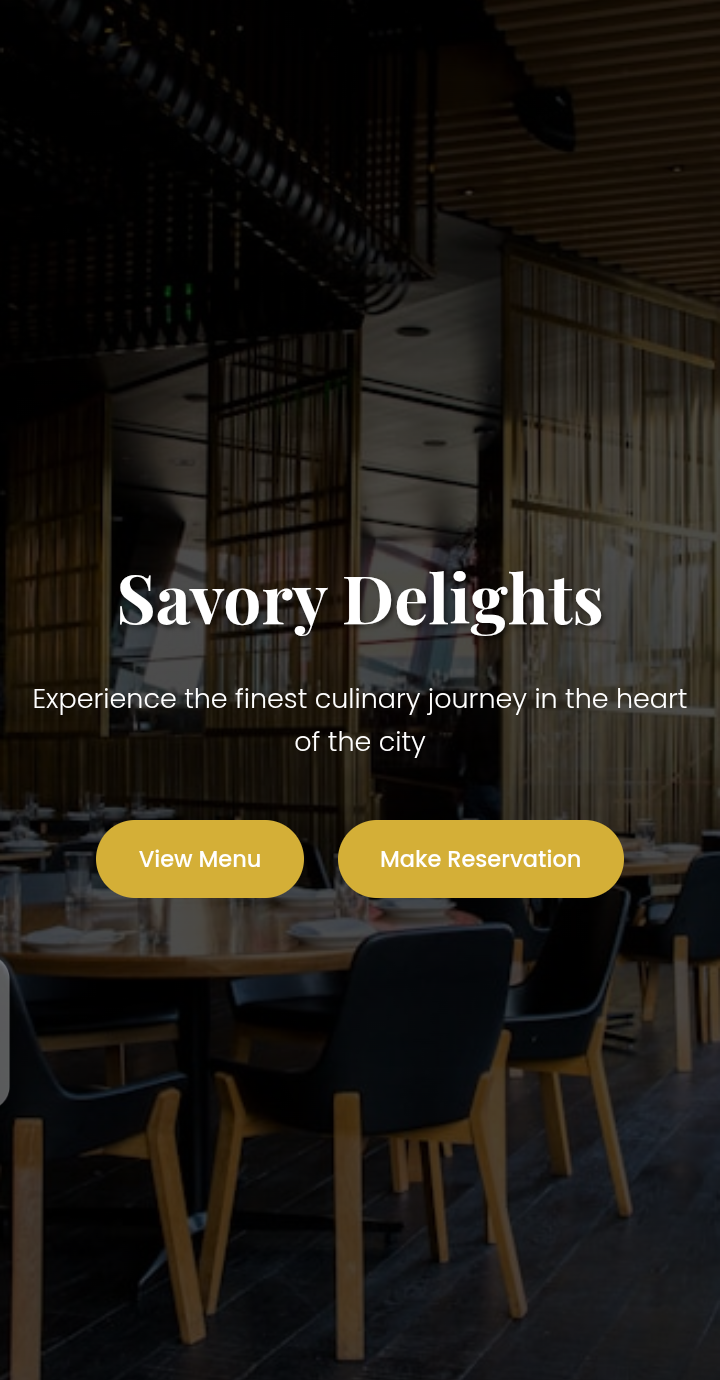 Savory Delights
Experience the finest culinary journey in the heart
of the city
View Menu
Make Reservation